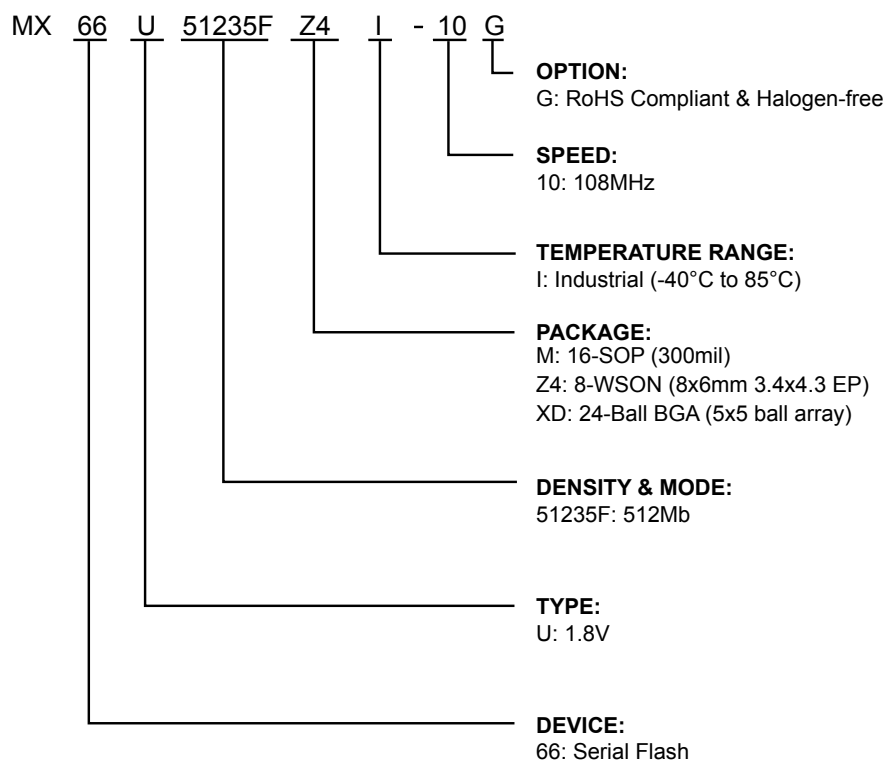 MX 66 U 51235F Z4 I - 10 G
OPTION:
G: RoHS Compliant & Halogen-free
SPEED:
10: 108MHz
TEMPERATURE RANGE:
I: Industrial (-40°C to 85°C)
PACKAGE:
M: 16-SOP (300mil)
Z4: 8-WSON (8x6mm 3.4x4.3 EP)
XD: 24-Ball BGA (5x5 ball array)
DENSITY & MODE:
51235F: 512Mb
TYPE:
U: 1.8V
DEVICE:
66: Serial Flash